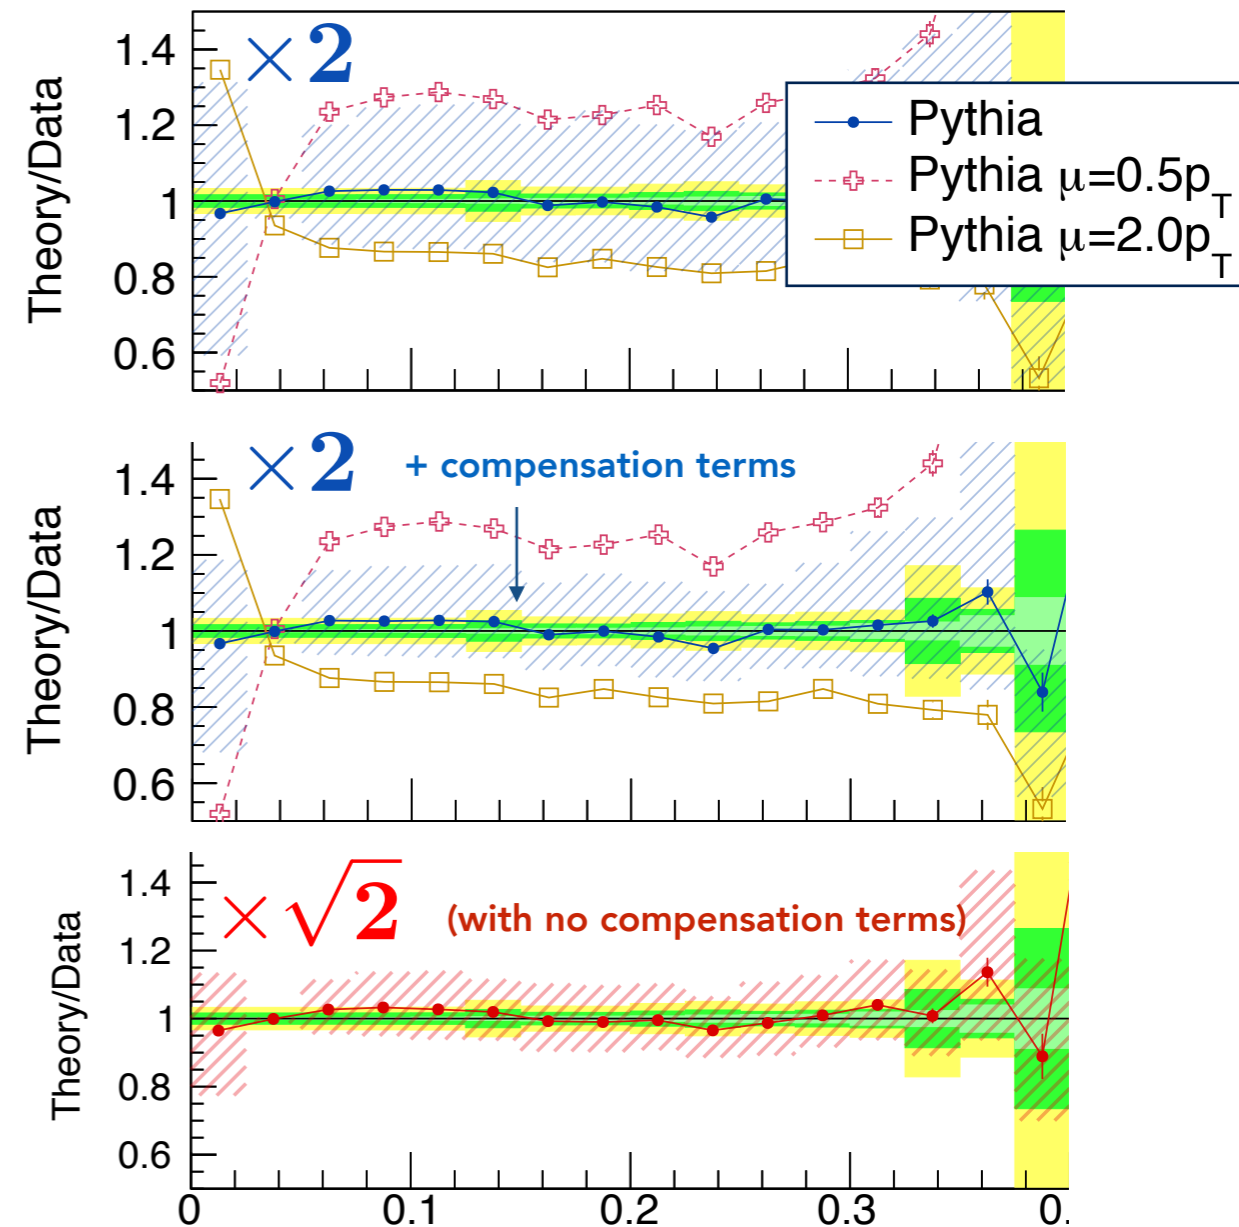 ×2
1.4
1.2
1
0.8
0.6
Theory/Data
Pythia
Pythia μ=0.5p_T
Pythia μ=2.0p_T
×2 + compensation terms
1.4
1.2
1
0.8
0.6
Theory/Data
×√2 (with no compensation terms)
1.4
1.2
1
0.8
0.6
Theory/Data
0 0.1 0.2 0.3 0.